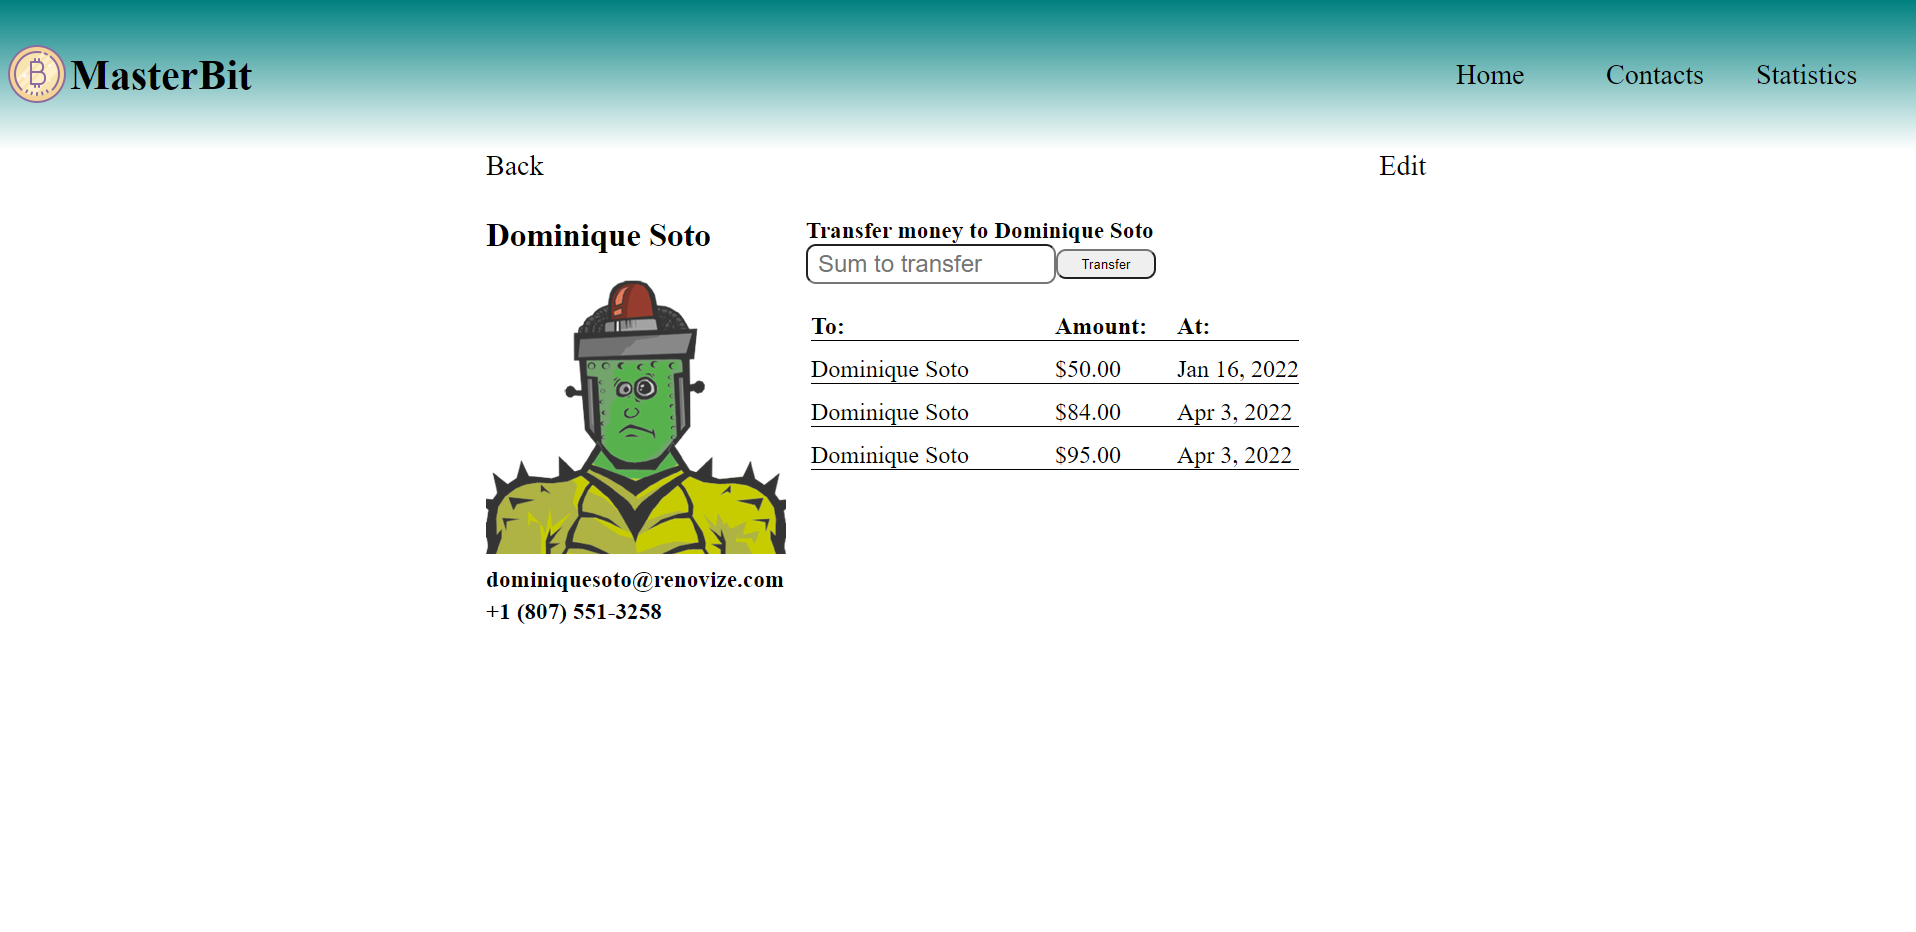 MasterBit
Home Contacts Statistics
Back Edit
Dominique Soto
Transfer money to Dominique Soto
Sum to transfer Transfer
To: Amount: At:
Dominique Soto $50.00 Jan 16, 2022
Dominique Soto $84.00 Apr 3, 2022
Dominique Soto $95.00 Apr 3, 2022
dominiquesoto@renovize.com
+1 (807) 551-3258